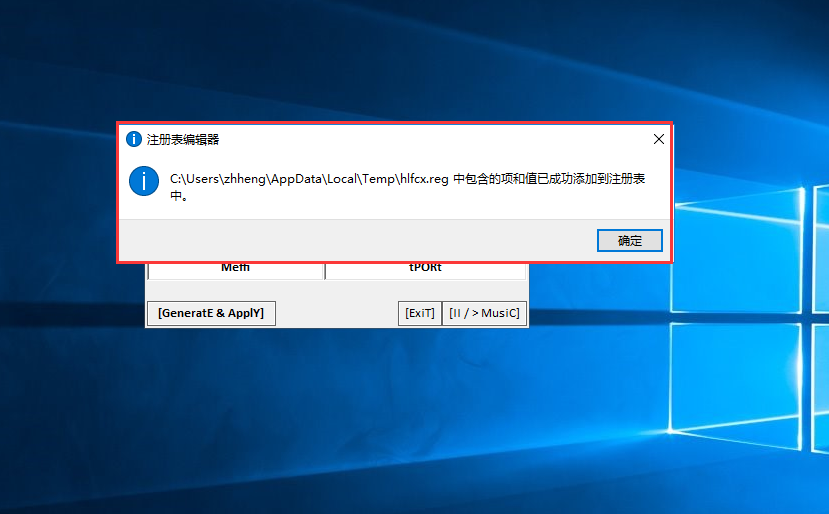 注册表编辑器
C:\Users\zhheng\AppData\Local\Temp\hlfcx.reg 中包含的项和值已成功添加到注册表
中。
确定
Meffi tPORt
[GeneratE & ApplY] [ExiT] [II / > MusiC]